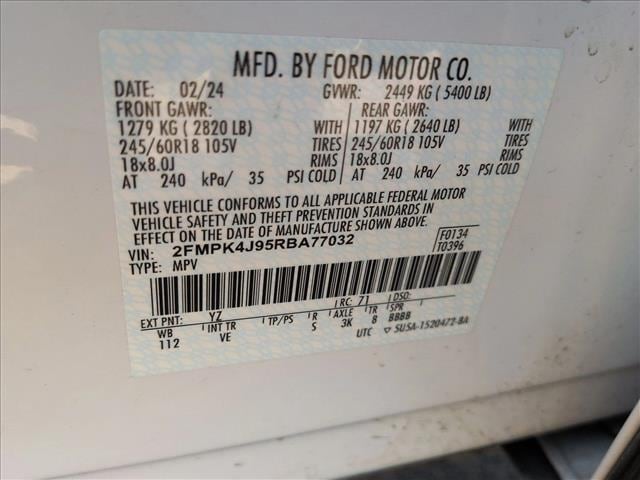 MFD. BY FORD MOTOR CO.
DATE: 02/24 GVWR: 2449 KG ( 5400 LB)
FRONT GAWR: REAR GAWR:
1279 KG ( 2820 LB) WITH 1197 KG ( 2640 LB) WITH
245/60R18 105V TIRES 245/60R18 105V TIRES
18x8.0J RIMS 18x8.0J RIMS
AT 240 kPa/ 35 PSI COLD AT 240 kPa/ 35 PSI COLD
THIS VEHICLE CONFORMS TO ALL APPLICABLE FEDERAL MOTOR
VEHICLE SAFETY AND THEFT PREVENTION STANDARDS IN
EFFECT ON THE DATE OF MANUFACTURE SHOWN ABOVE.
VIN: 2FMPK4J95RBA77032 F0134
TYPE: MPV T0396
EXT PNT: YZ RC: 71 DSO:
WB INT TR TP/PS R AXLE TR SPR
112 VE S 3K 8 BBBB
UTC ▽ 5USA-1520472-BA